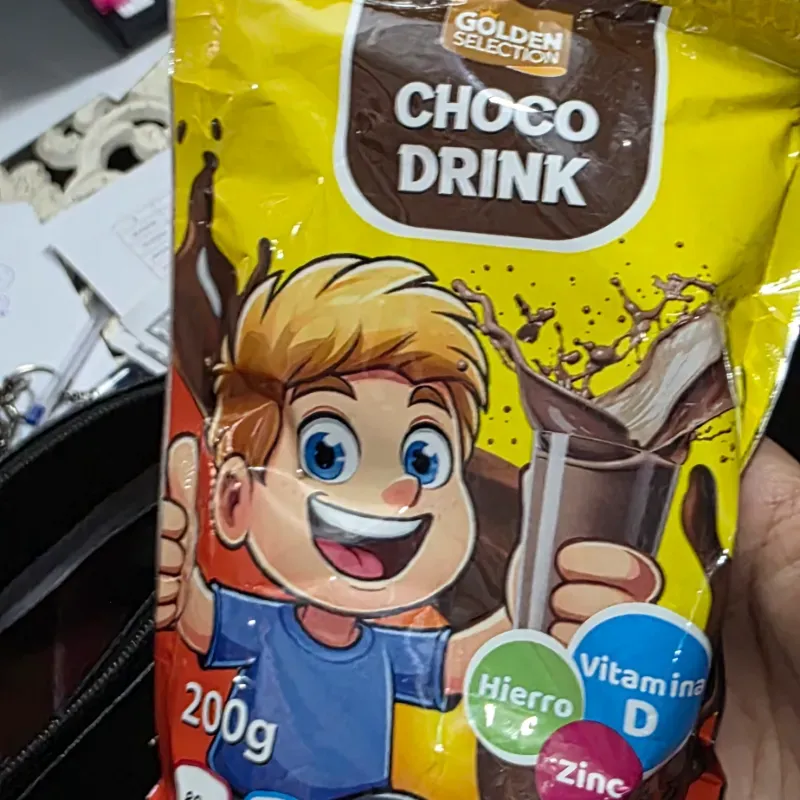 GOLDEN
SELECTION
CHOCO
DRINK
Hierro
Vitamina
D
200g
Zinc